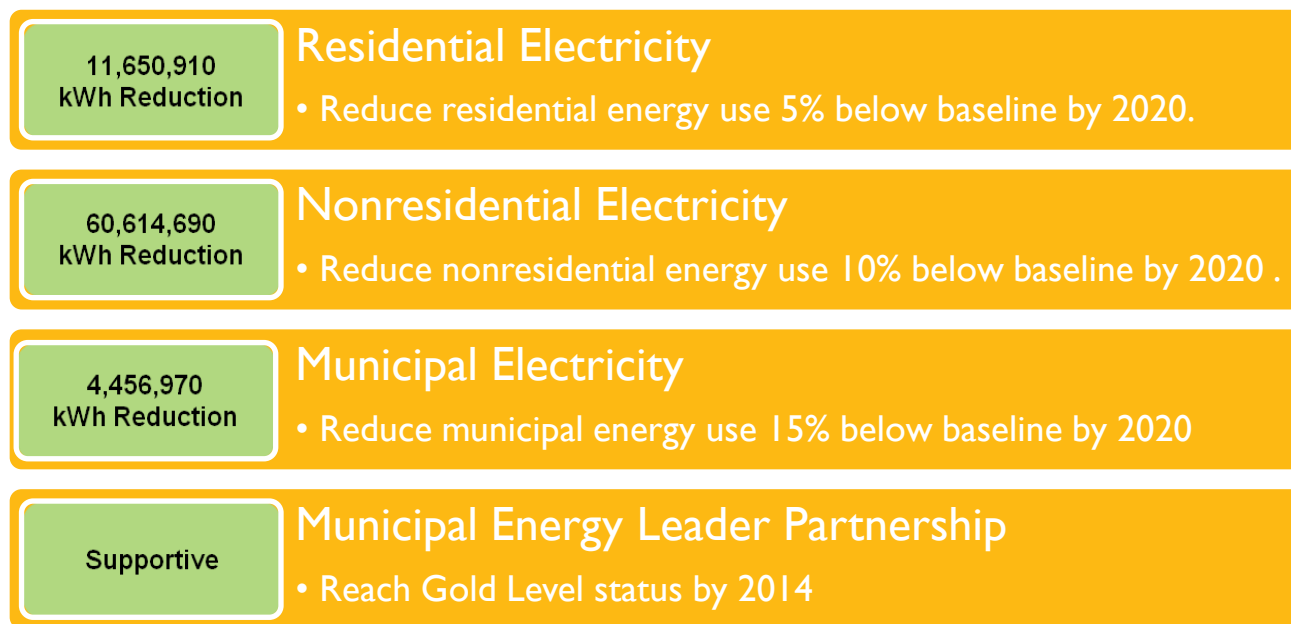 11,650,910
kWh Reduction
Residential Electricity
• Reduce residential energy use 5% below baseline by 2020.
60,614,690
kWh Reduction
Nonresidential Electricity
• Reduce nonresidential energy use 10% below baseline by 2020 .
4,456,970
kWh Reduction
Municipal Electricity
• Reduce municipal energy use 15% below baseline by 2020
Supportive
Municipal Energy Leader Partnership
• Reach Gold Level status by 2014